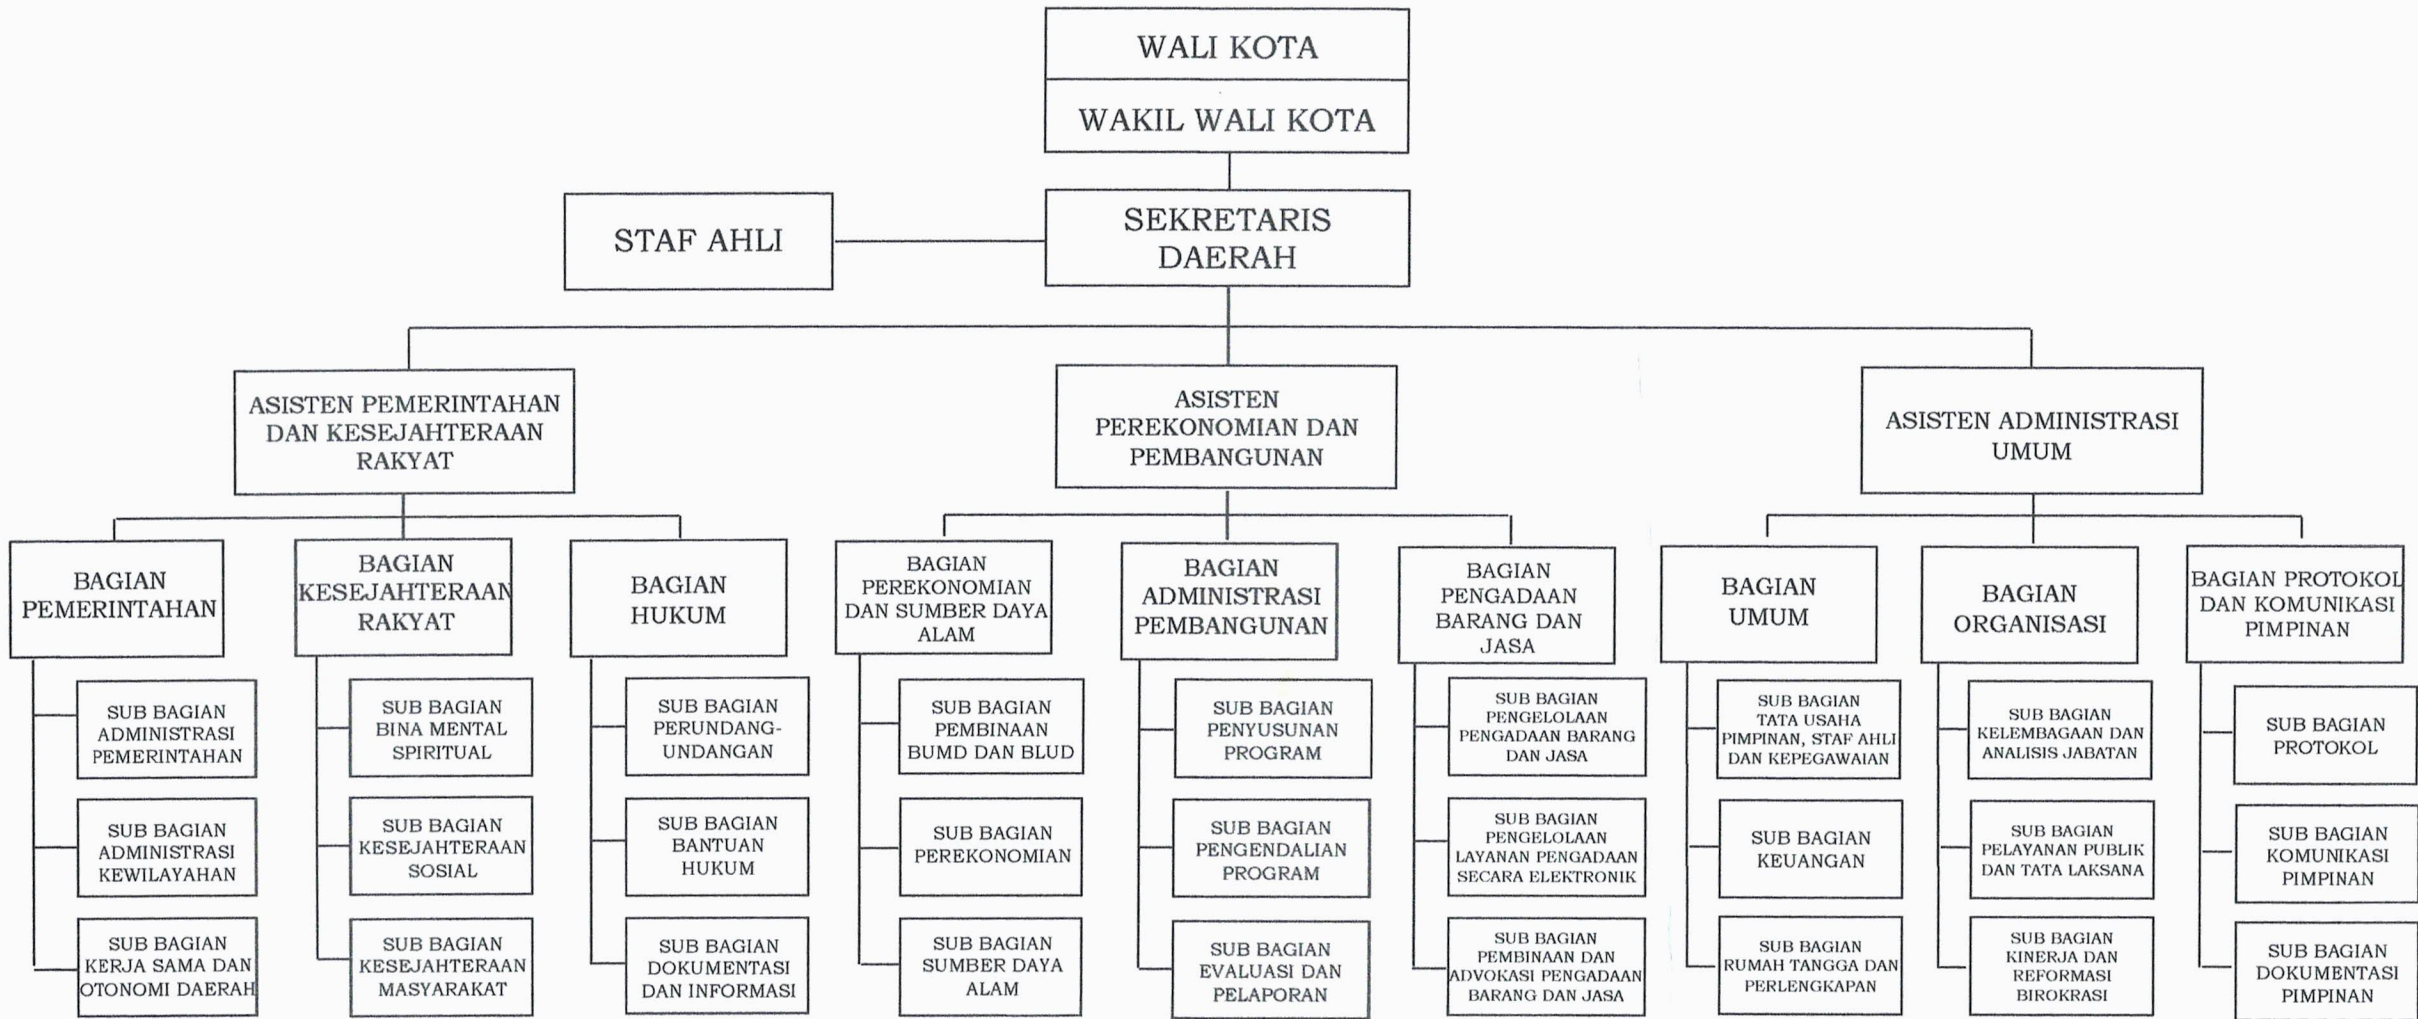 WALI KOTA
WAKIL WALI KOTA
STAF AHLI
SEKRETARIS
DAERAH
ASISTEN PEMERINTAHAN
DAN KESEJAHTERAAN
RAKYAT
ASISTEN
PEREKONOMIAN DAN
PEMBANGUNAN
ASISTEN ADMINISTRASI
UMUM
BAGIAN
PEMERINTAHAN
BAGIAN
KESEJAHTERAAN
RAKYAT
BAGIAN
HUKUM
BAGIAN
PEREKONOMIAN
DAN SUMBER DAYA
ALAM
BAGIAN
ADMINISTRASI
PEMBANGUNAN
BAGIAN
PENGADAAN
BARANG DAN
JASA
BAGIAN
UMUM
BAGIAN
ORGANISASI
BAGIAN PROTOKOL
DAN KOMUNIKASI
PIMPINAN
SUB BAGIAN
ADMINISTRASI
PEMERINTAHAN
SUB BAGIAN
BINA MENTAL
SPIRITUAL
SUB BAGIAN
PERUNDANG-
UNDANGAN
SUB BAGIAN
PEMBINAAN
BUMD DAN BLUD
SUB BAGIAN
PENYUSUNAN
PROGRAM
SUB BAGIAN
PENGELOLAAN
PENGADAAN BARANG
DAN JASA
SUB BAGIAN
TATA USAHA
PIMPINAN, STAF AHLI
DAN KEPEGAWAIAN
SUB BAGIAN
KELEMBAGAAN DAN
ANALISIS JABATAN
SUB BAGIAN
PROTOKOL
SUB BAGIAN
ADMINISTRASI
KEWILAYAHAN
SUB BAGIAN
KESEJAHTERAAN
SOSIAL
SUB BAGIAN
BANTUAN
HUKUM
SUB BAGIAN
PEREKONOMIAN
SUB BAGIAN
PENGENDALIAN
PROGRAM
SUB BAGIAN
PENGELOLAAN
LAYANAN PENGADAAN
SECARA ELEKTRONIK
SUB BAGIAN
KEUANGAN
SUB BAGIAN
PELAYANAN PUBLIK
DAN TATA LAKSANA
SUB BAGIAN
KOMUNIKASI
PIMPINAN
SUB BAGIAN
KERJA SAMA DAN
OTONOMI DAERAH
SUB BAGIAN
KESEJAHTERAAN
MASYARAKAT
SUB BAGIAN
DOKUMENTASI
DAN INFORMASI
SUB BAGIAN
SUMBER DAYA
ALAM
SUB BAGIAN
EVALUASI DAN
PELAPORAN
SUB BAGIAN
PEMBINAAN DAN
ADVOKASI PENGADAAN
BARANG DAN JASA
SUB BAGIAN
RUMAH TANGGA DAN
PERLENGKAPAN
SUB BAGIAN
KINERJA DAN
REFORMASI
BIROKRASI
SUB BAGIAN
DOKUMENTASI
PIMPINAN